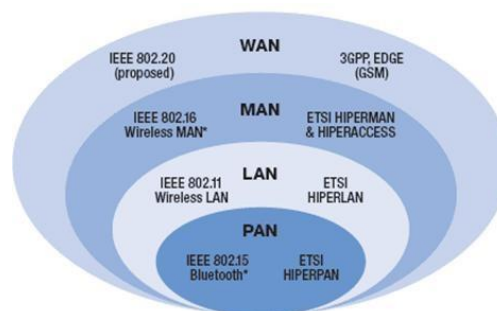 WAN
IEEE 802.20
(proposed)
3GPP, EDGE
(GSM)
MAN
IEEE 802.16
Wireless MAN*
ETSI HIPERMAN
& HIPERACCESS
LAN
IEEE 802.11
Wireless LAN
ETSI
HIPERLAN
PAN
IEEE 802.15
Bluetooth*
ETSI
HIPERPAN